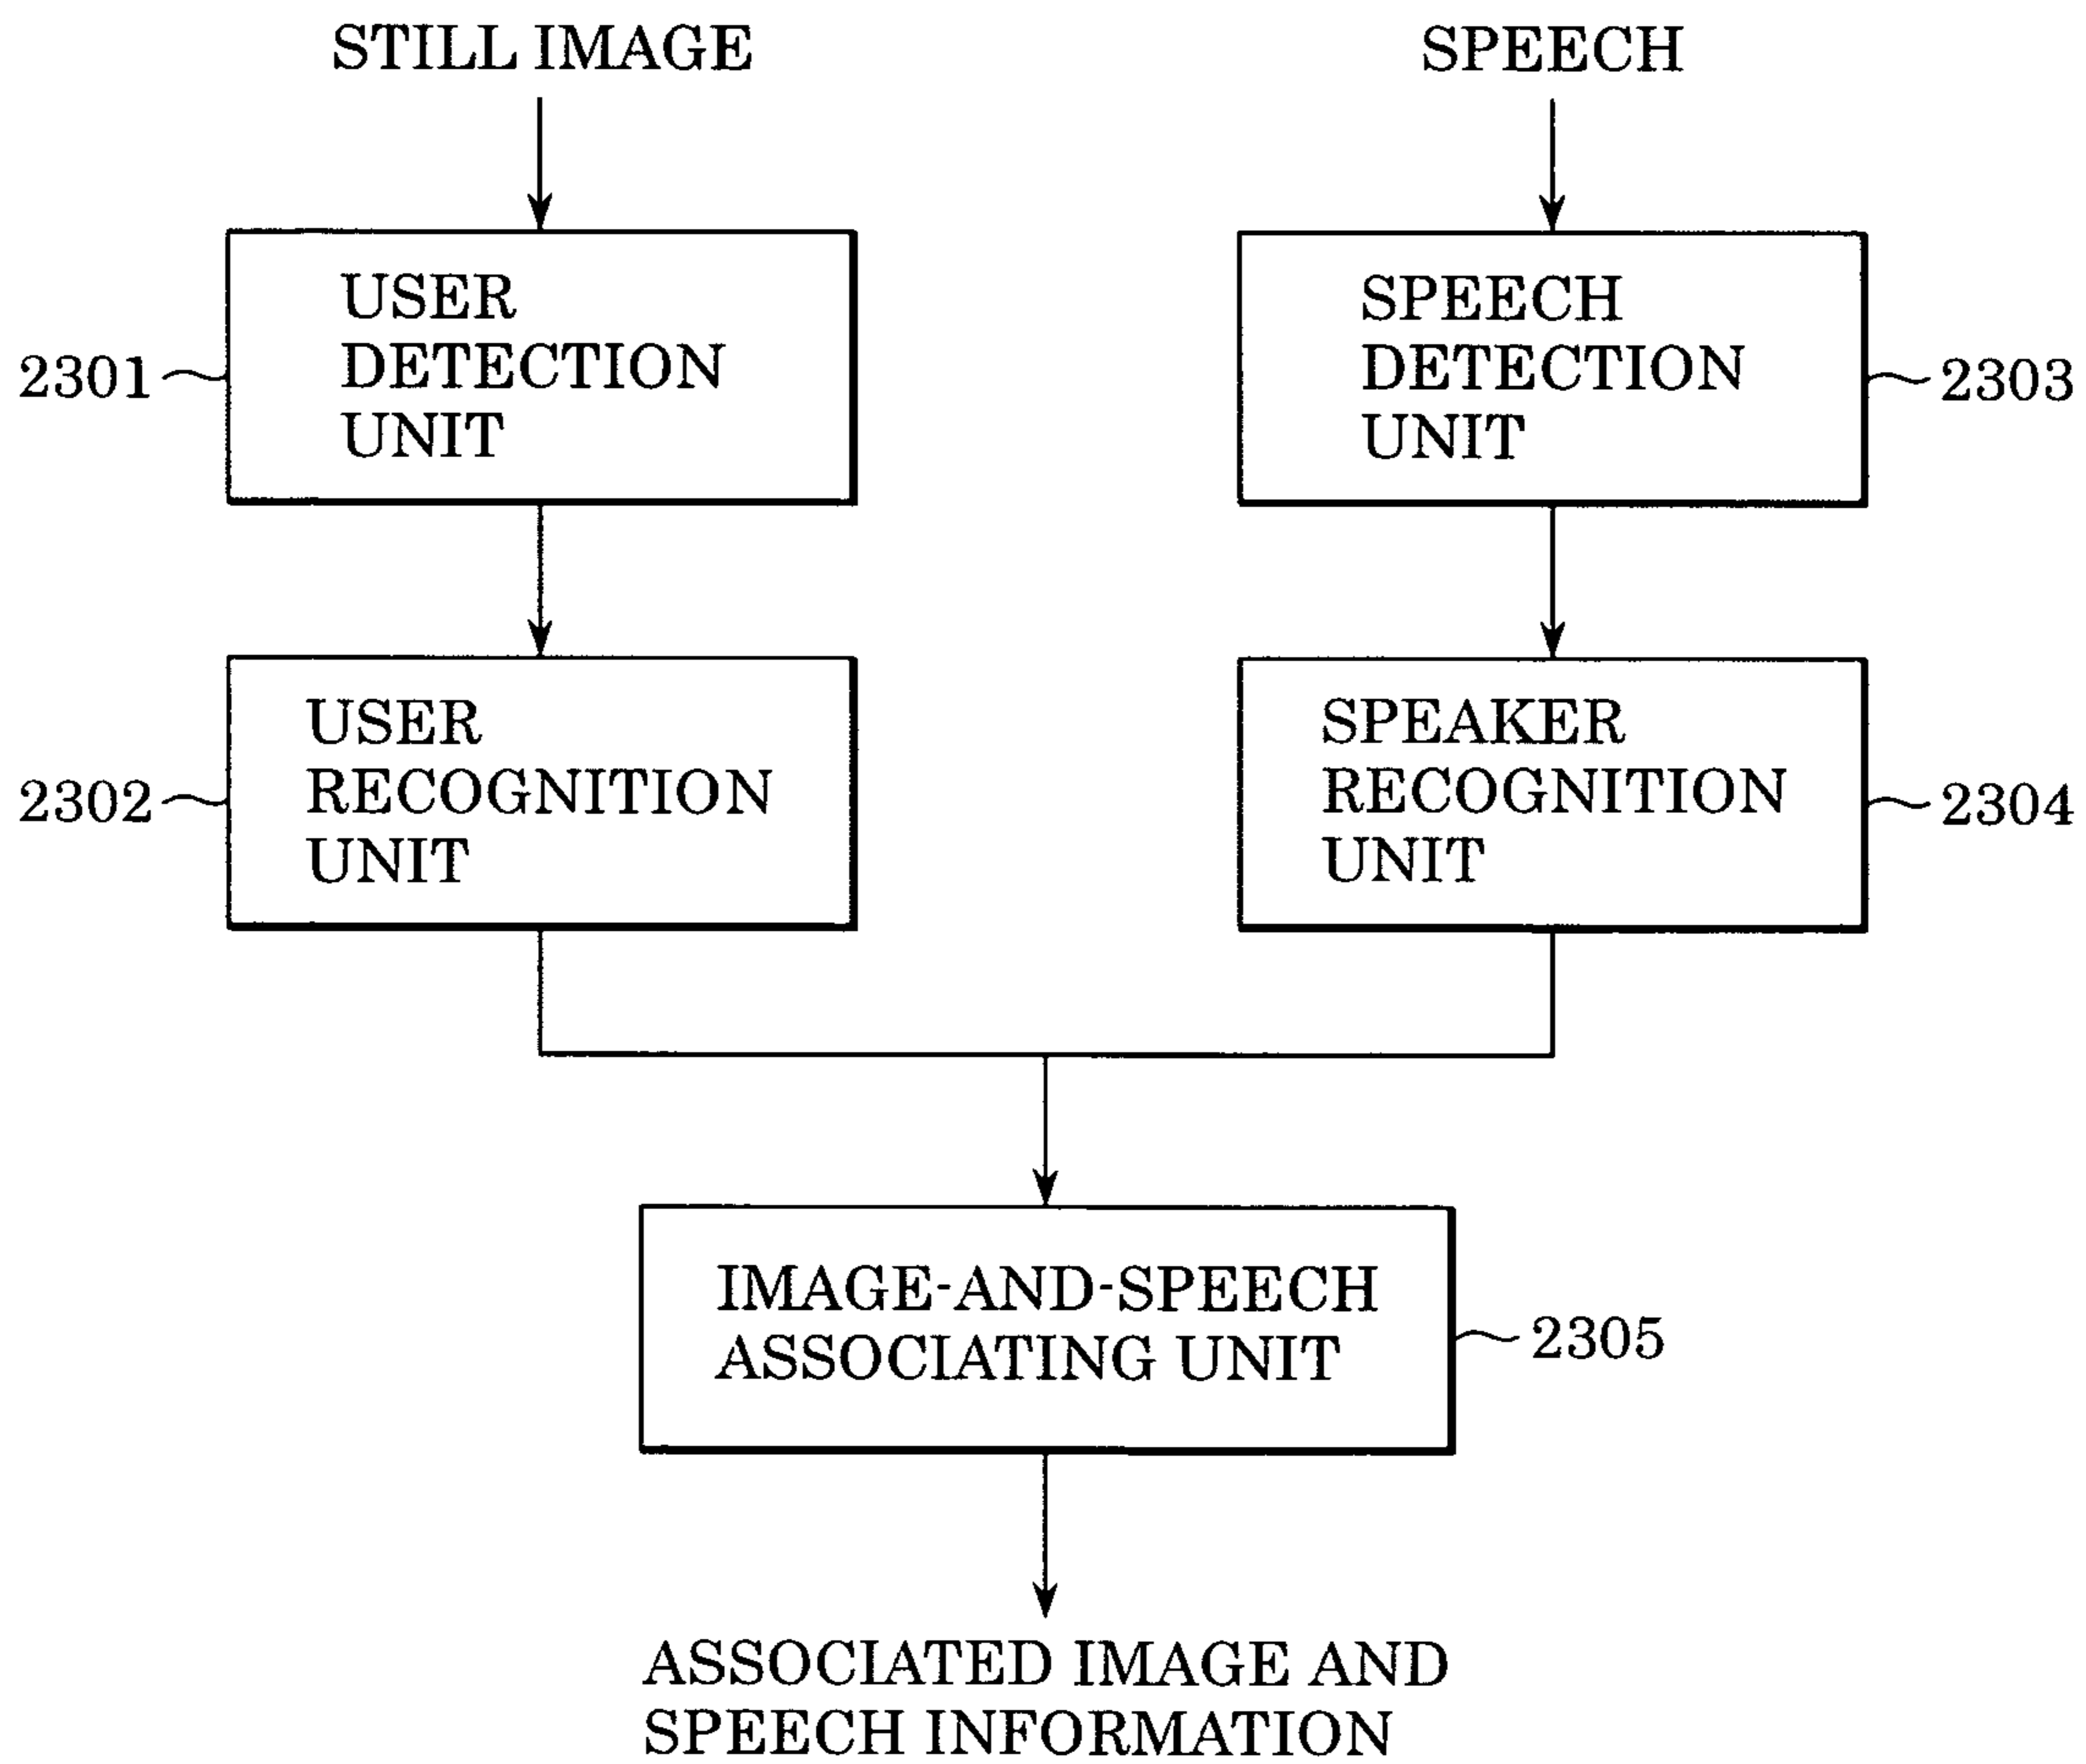 STILL IMAGE
SPEECH
USER
DETECTION
UNIT
2301
SPEECH
DETECTION
UNIT
2303
USER
RECOGNITION
UNIT
2302
SPEAKER
RECOGNITION
UNIT
2304
IMAGE-AND-SPEECH
ASSOCIATING UNIT
2305
ASSOCIATED IMAGE AND
SPEECH INFORMATION